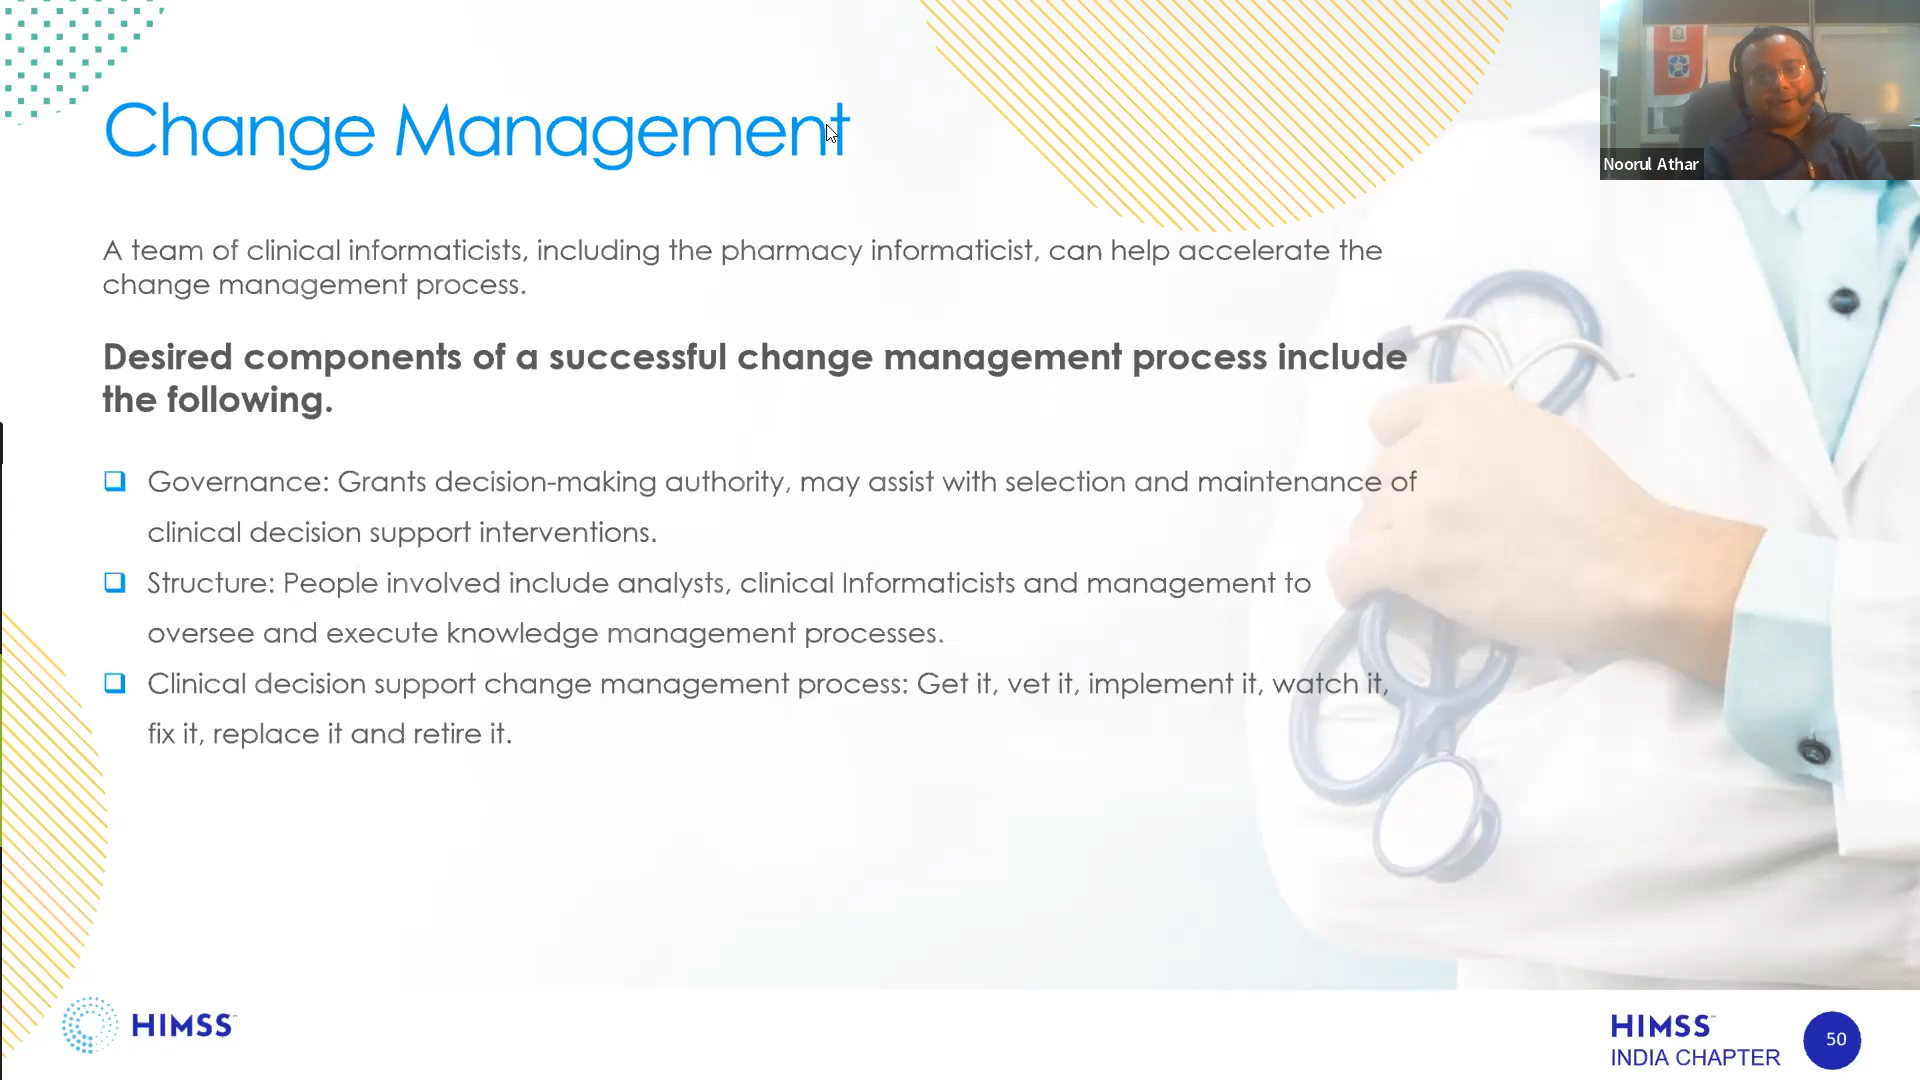 Change Management
Noorul Athar
A team of clinical informaticists, including the pharmacy informaticist, can help accelerate the
change management process.
Desired components of a successful change management process include
the following.
Governance: Grants decision-making authority, may assist with selection and maintenance of
clinical decision support interventions.
Structure: People involved include analysts, clinical Informaticists and management to
oversee and execute knowledge management processes.
Clinical decision support change management process: Get it, vet it, implement it, watch it,
fix it, replace it and retire it.
HIMSS
HIMSS
INDIA CHAPTER
50